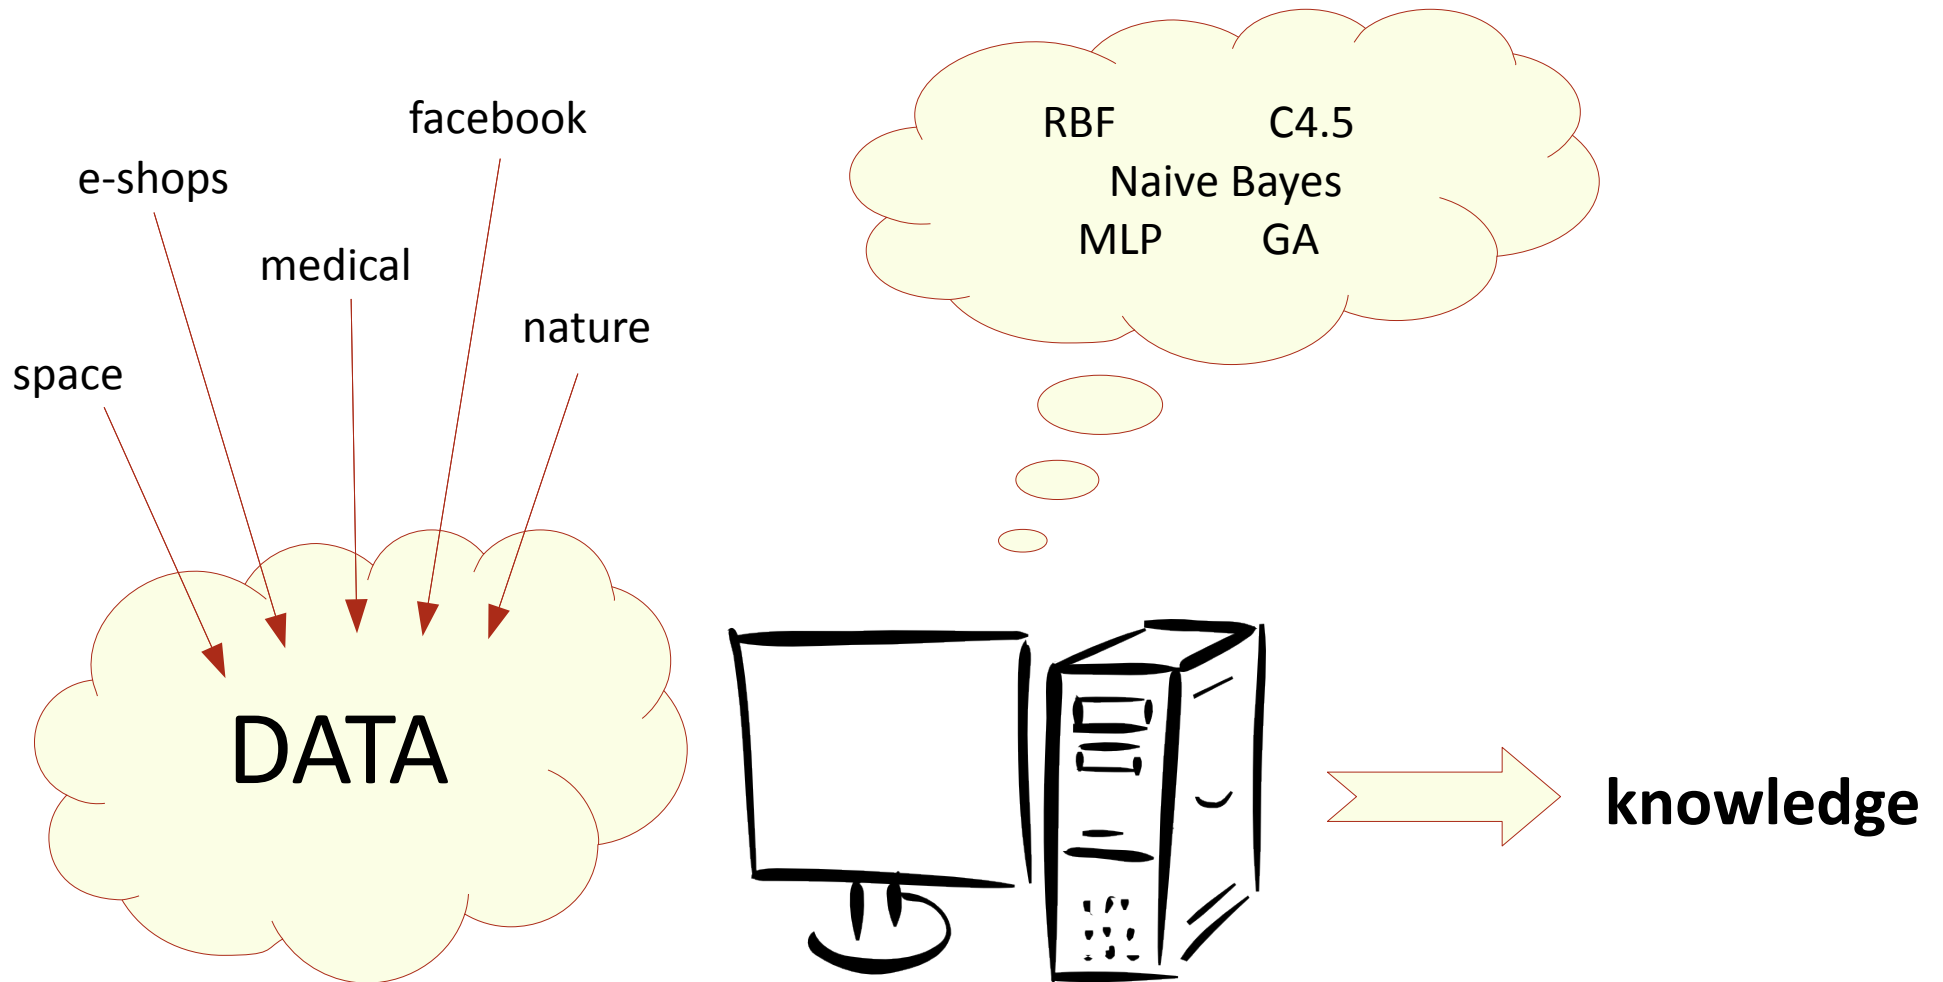 facebook
e-shops
medical
nature
space
DATA
RBF C4.5
Naive Bayes
MLP GA
knowledge